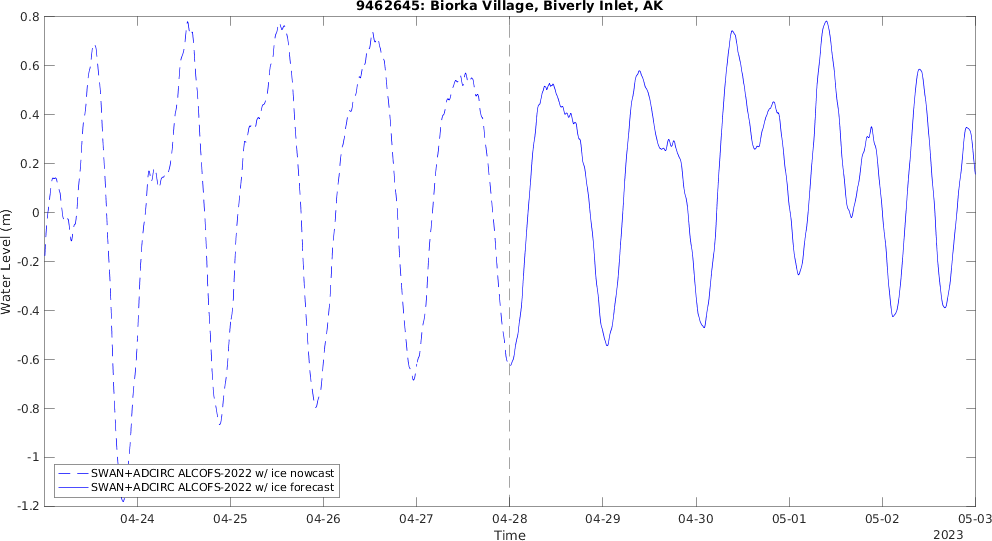 9462645: Biorka Village, Biverly Inlet, AK
Water Level (m)
0.8
0.6
0.4
0.2
0
-0.2
-0.4
-0.6
-0.8
-1
-1.2
SWAN+ADCIRC ALCOFS-2022 w/ ice nowcast
SWAN+ADCIRC ALCOFS-2022 w/ ice forecast
04-24 04-25 04-26 04-27 04-28 04-29 04-30 05-01 05-02 05-03
Time
2023